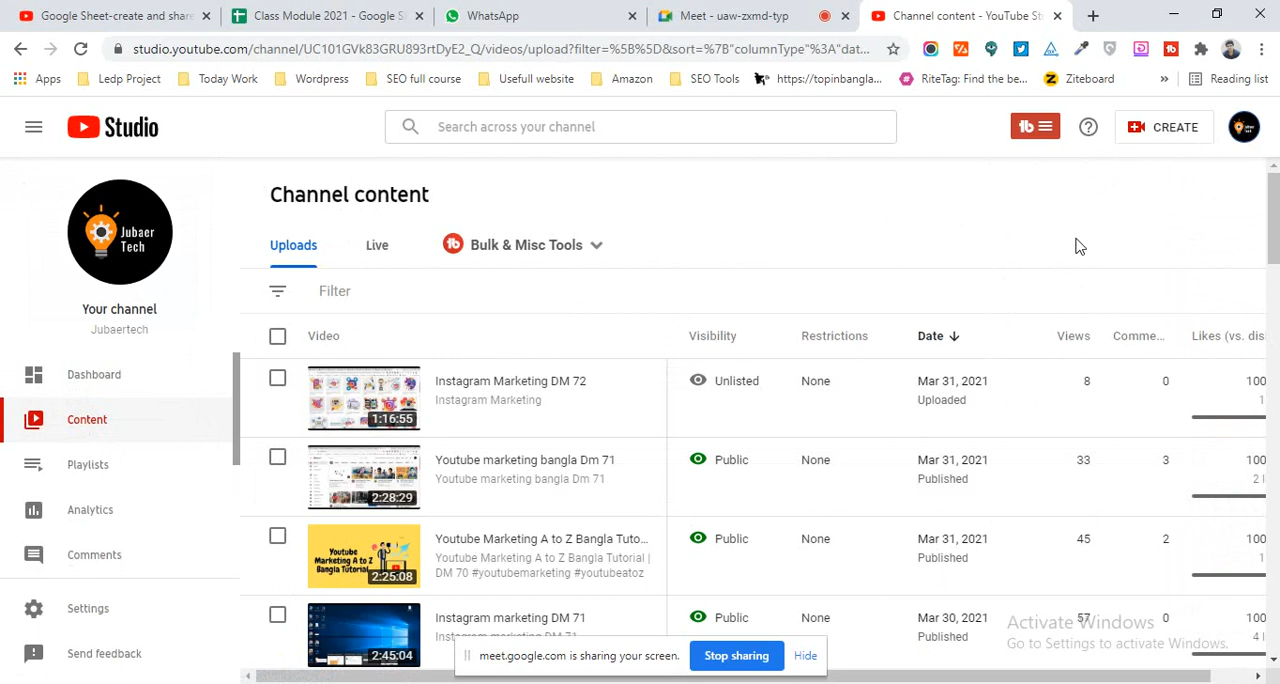 Google Sheet-create and share
Class Module 2021 - Google S
WhatsApp
Meet - uaw-zxmd-typ
Channel content - YouTube St
studio.youtube.com/channel/UC101GVk83GRU893rtDyE2_Q/videos/upload?filter=%5B%5D&sort=%7B"columnType"%3A"dat...
Apps
Ledp Project
Today Work
Wordpress
SEO full course
Usefull website
Amazon
SEO Tools
https://topinbangla...
RiteTag: Find the be...
Ziteboard
»
Reading list
Studio
Search across your channel
CREATE
Channel content
Jubaer
Tech
Uploads
Live
Bulk & Misc Tools
Your channel
Jubaertech
Filter
Video
Visibility
Restrictions
Date
Views
Comme...
Likes (vs. dis
Dashboard
Content
Playlists
Analytics
Comments
Settings
Send feedback
1:16:55
Instagram Marketing DM 72
Instagram Marketing
Unlisted
None
Mar 31, 2021
Uploaded
8
0
100
1
2:28:29
Youtube marketing bangla Dm 71
Youtube marketing bangla Dm 71
Public
None
Mar 31, 2021
Published
33
3
100
2 l
Youtube
Marketing A to Z
Bangla Tutorial
2:25:08
Youtube Marketing A to Z Bangla Tuto...
Youtube Marketing A to Z Bangla Tutorial |
DM 70 #youtubemarketing #youtubeatoz
Public
None
Mar 31, 2021
Published
45
2
100
2:45:04
Instagram marketing DM 71
Instagram marketing DM 71
Public
None
Mar 30, 2021
Published
57
0
100
4 l
Activate Windows
Go to Settings to activate Windows.
meet.google.com is sharing your screen.
Stop sharing
Hide